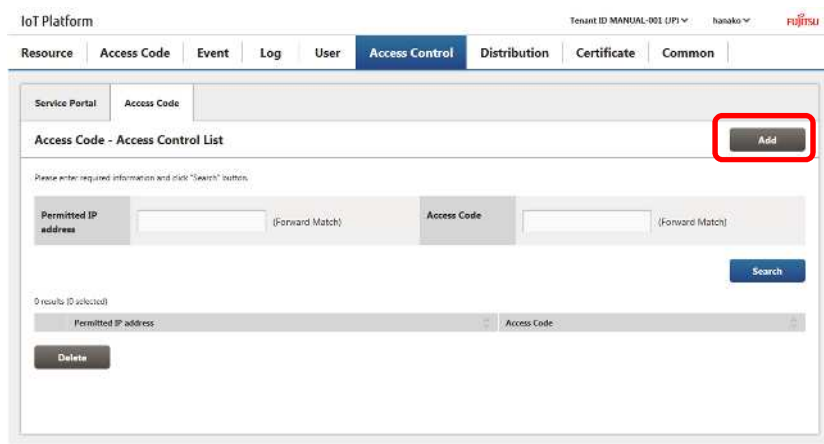 IoT Platform Tenant ID MANUAL-001 (JP) hanako FUJITSU
Resource Access Code Event Log User Access Control Distribution Certificate Common
Service Portal Access Code
Access Code - Access Control List Add
Please enter required information and click "Search" button.
Permitted IP address (Forward Match) Access Code (Forward Match)
Search
0 results (0 selected)
Permitted IP address Access Code
Delete